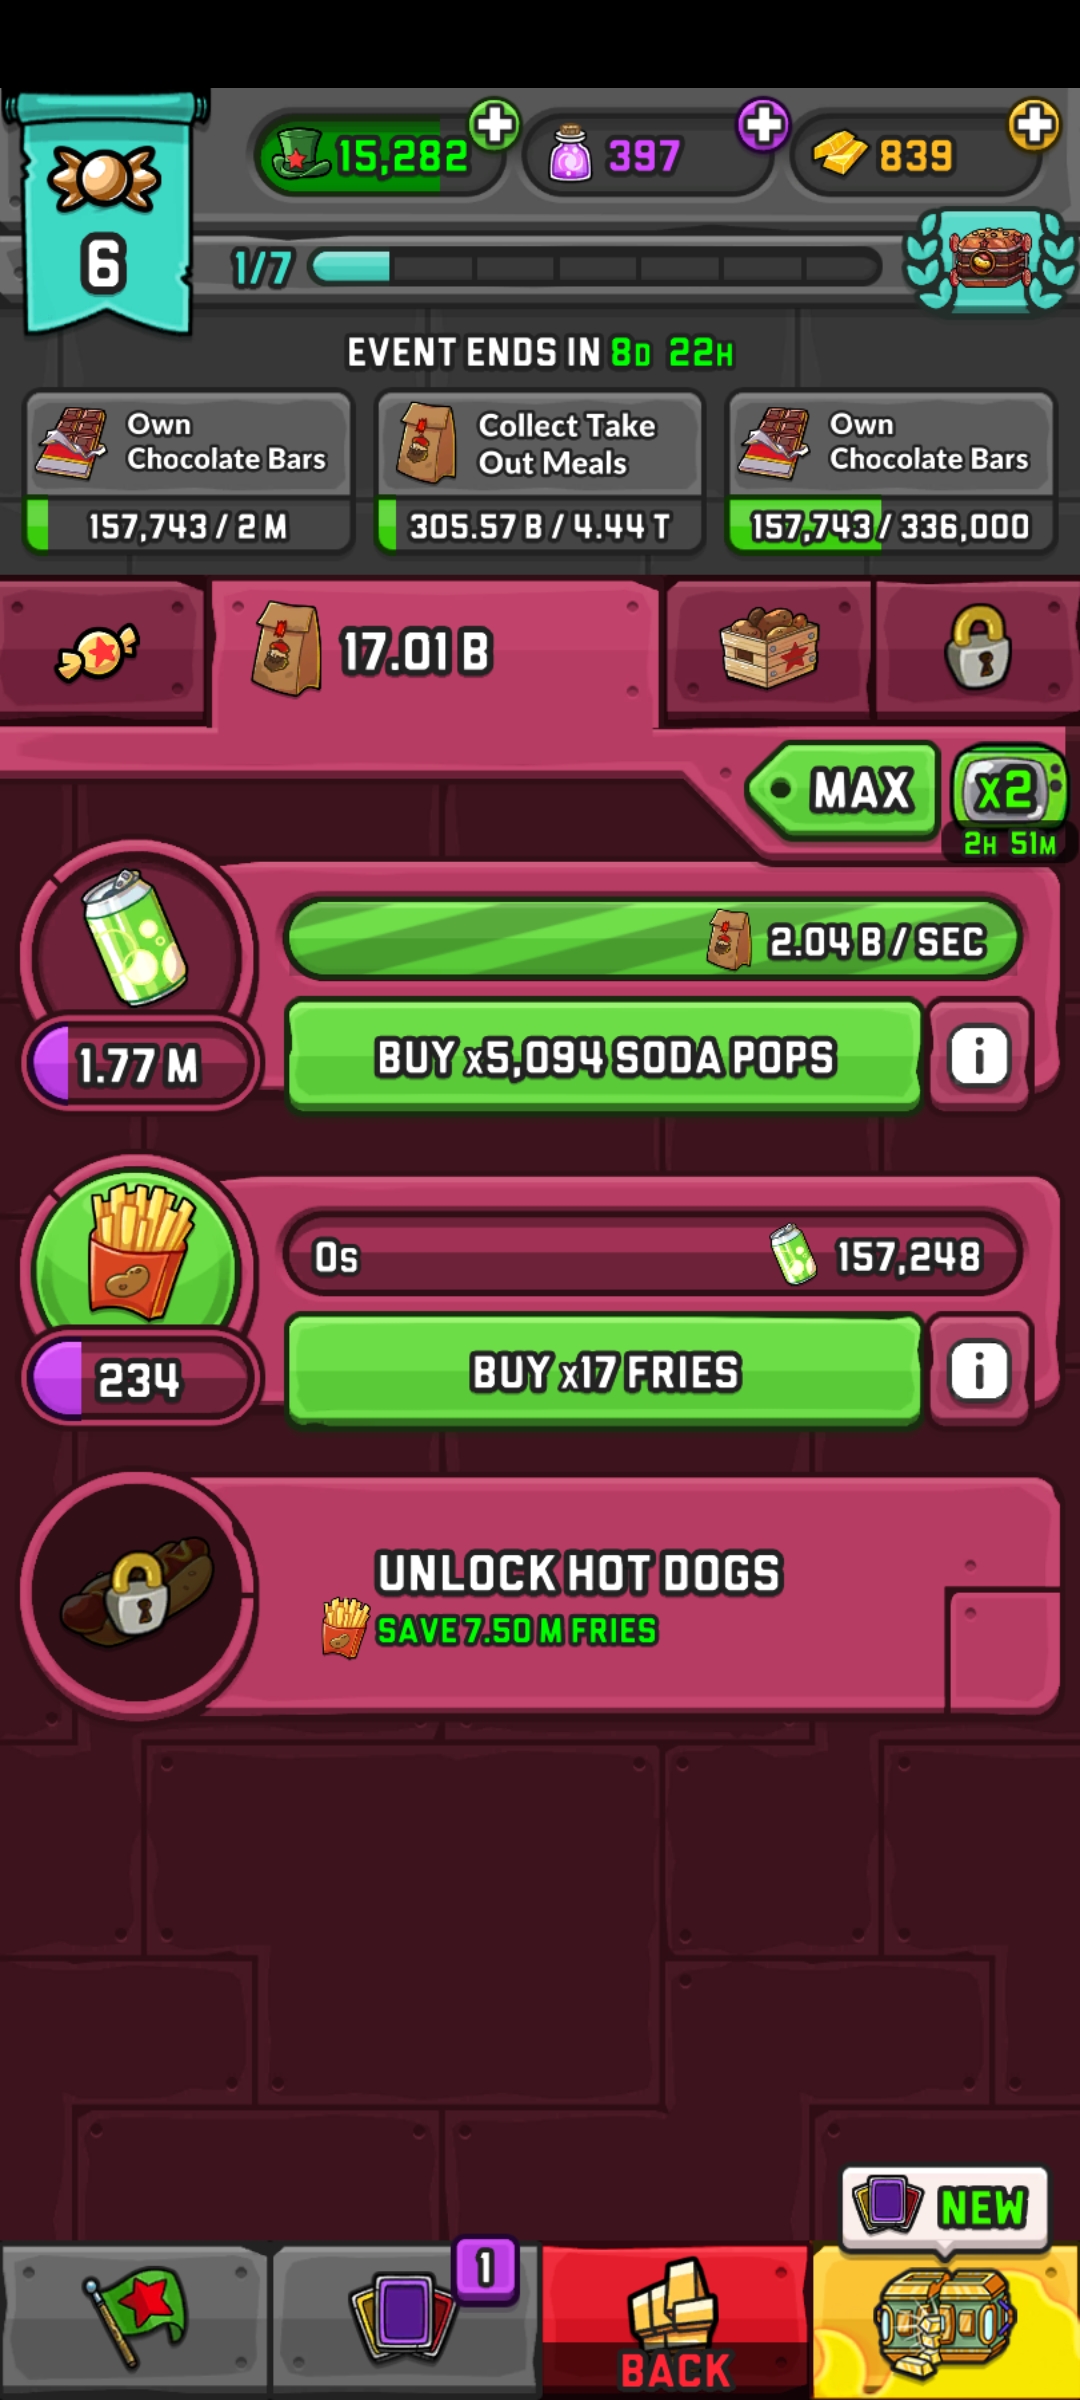 15,282
397
839
6
1/7
EVENT ENDS IN 8D 22H
Own
Chocolate Bars
157,743 / 2 M
Collect Take
Out Meals
305.57 B / 4.44 T
Own
Chocolate Bars
157,743 / 336,000
17.01 B
MAX
x2
2H 51M
2.04 B / SEC
1.77 M
BUY x5,094 SODA POPS
i
0s
157,248
234
BUY x17 FRIES
i
UNLOCK HOT DOGS
SAVE 7.50 M FRIES
NEW
1
BACK